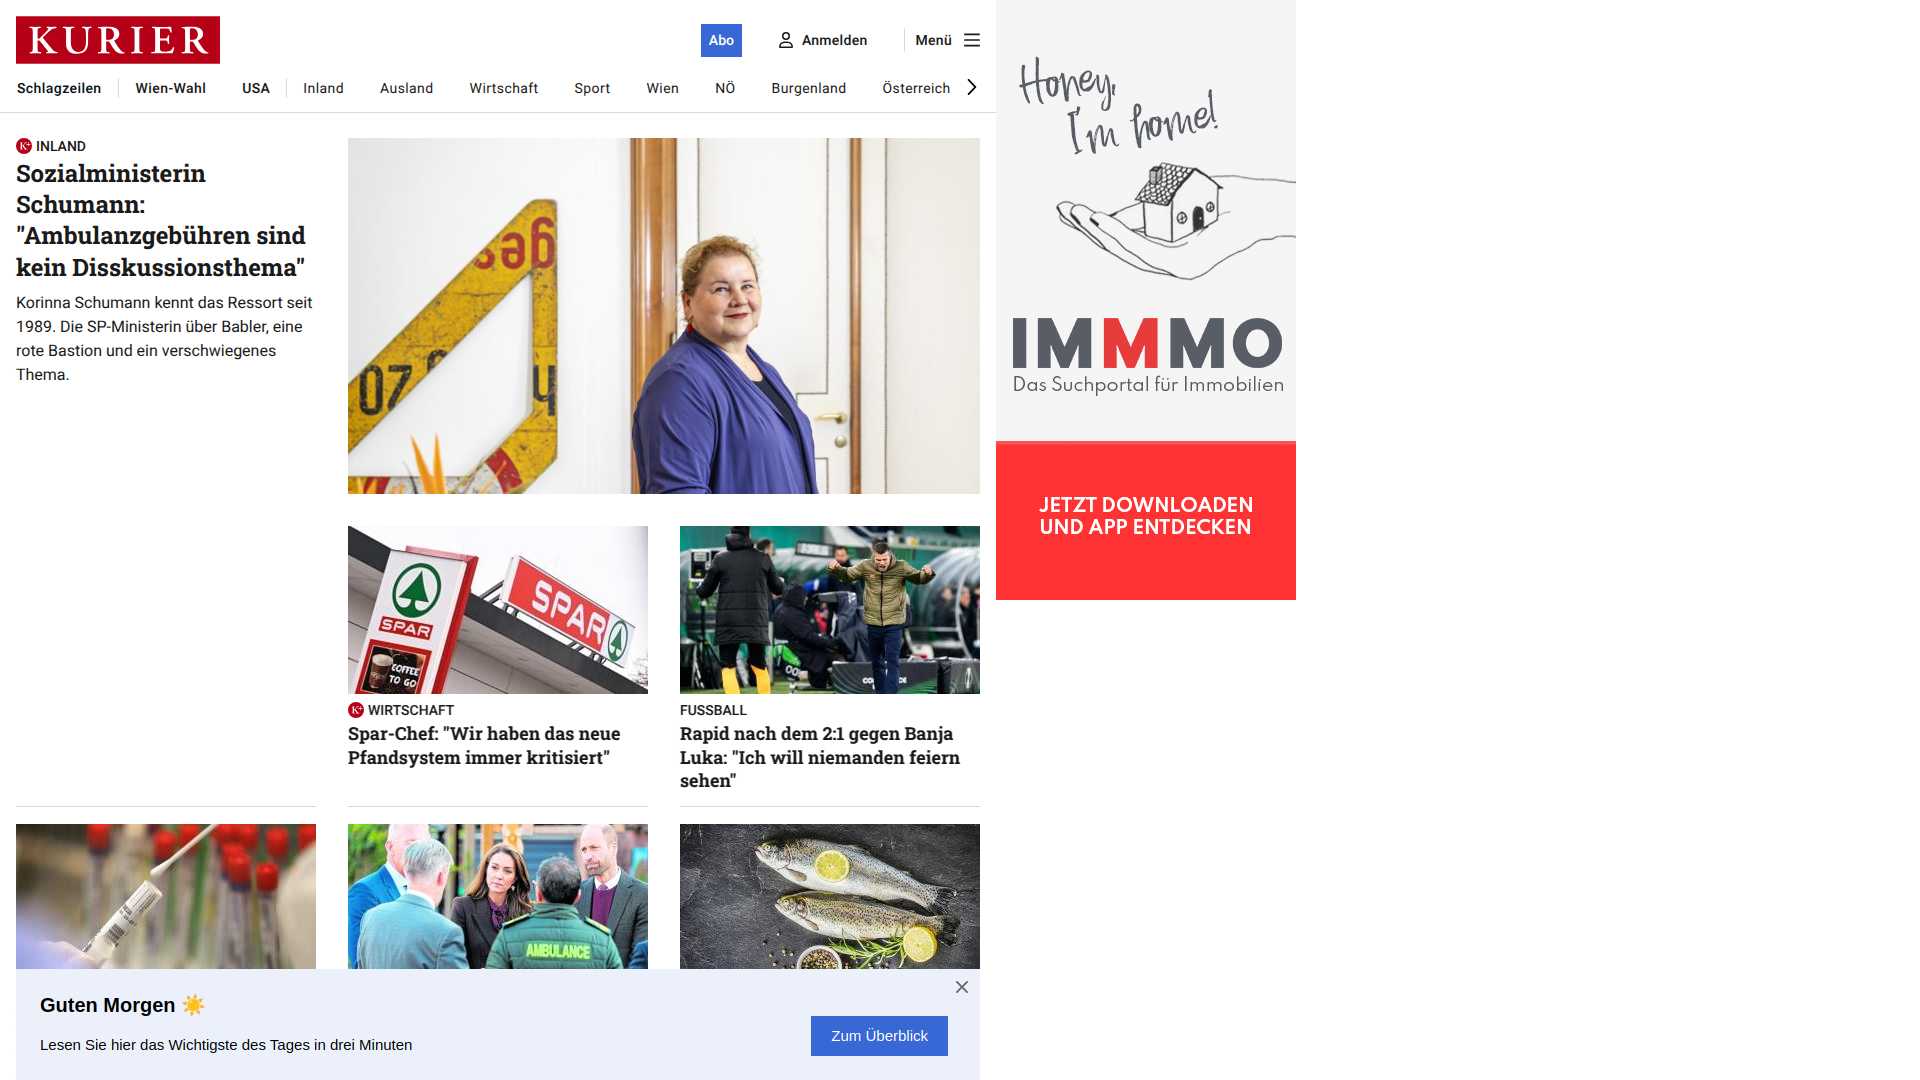 KURIER
Abo
Anmelden
Menü
Schlagzeilen
Wien-Wahl
USA
Inland
Ausland
Wirtschaft
Sport
Wien
NÖ
Burgenland
Österreich
K+ INLAND
Sozialministerin
Schumann:
"Ambulanzgebühren sind
kein Disskussionsthema"
Korinna Schumann kennt das Ressort seit
1989. Die SP-Ministerin über Babler, eine
rote Bastion und ein verschwiegenes
Thema.
SPAR
COFFEE
TO GO
SPAR
K+ WIRTSCHAFT
Spar-Chef: "Wir haben das neue
Pfandsystem immer kritisiert"
FUSSBALL
Rapid nach dem 2:1 gegen Banja
Luka: "Ich will niemanden feiern
sehen"
AMBULANCE
Guten Morgen ☀️
Lesen Sie hier das Wichtigste des Tages in drei Minuten
Zum Überblick
Honey,
I'm home!
IMMMO
Das Suchportal für Immobilien
JETZT DOWNLOADEN
UND APP ENTDECKEN